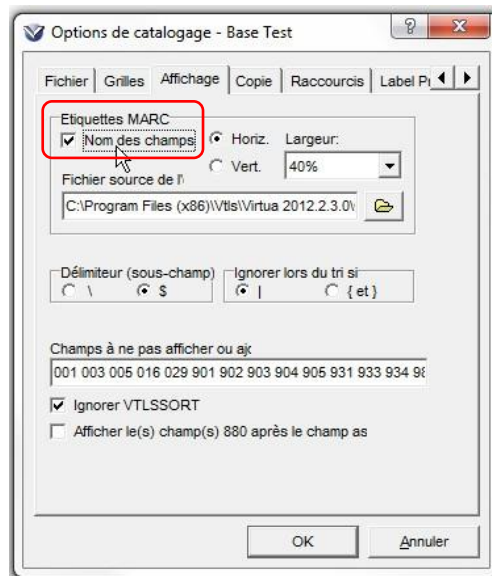 Options de catalogage - Base Test
Fichier Grilles Affichage Copie Raccourcis Label
Etiquettes MARC
Nom des champs Horiz. Largeur:
Vert. 40%
Fichier source de l'
C:\Program Files (x86)\Vtls\Virtua 2012.2.3.0\
Délimiteur (sous-champ) Ignorer lors du tri si
\ $ | { et }
Champs à ne pas afficher ou
001 003 005 016 029 901 902 903 904 905 931 933 934
Ignorer VTLSSORT
Afficher le(s) champ(s) 880 après le champ as
OK Annuler